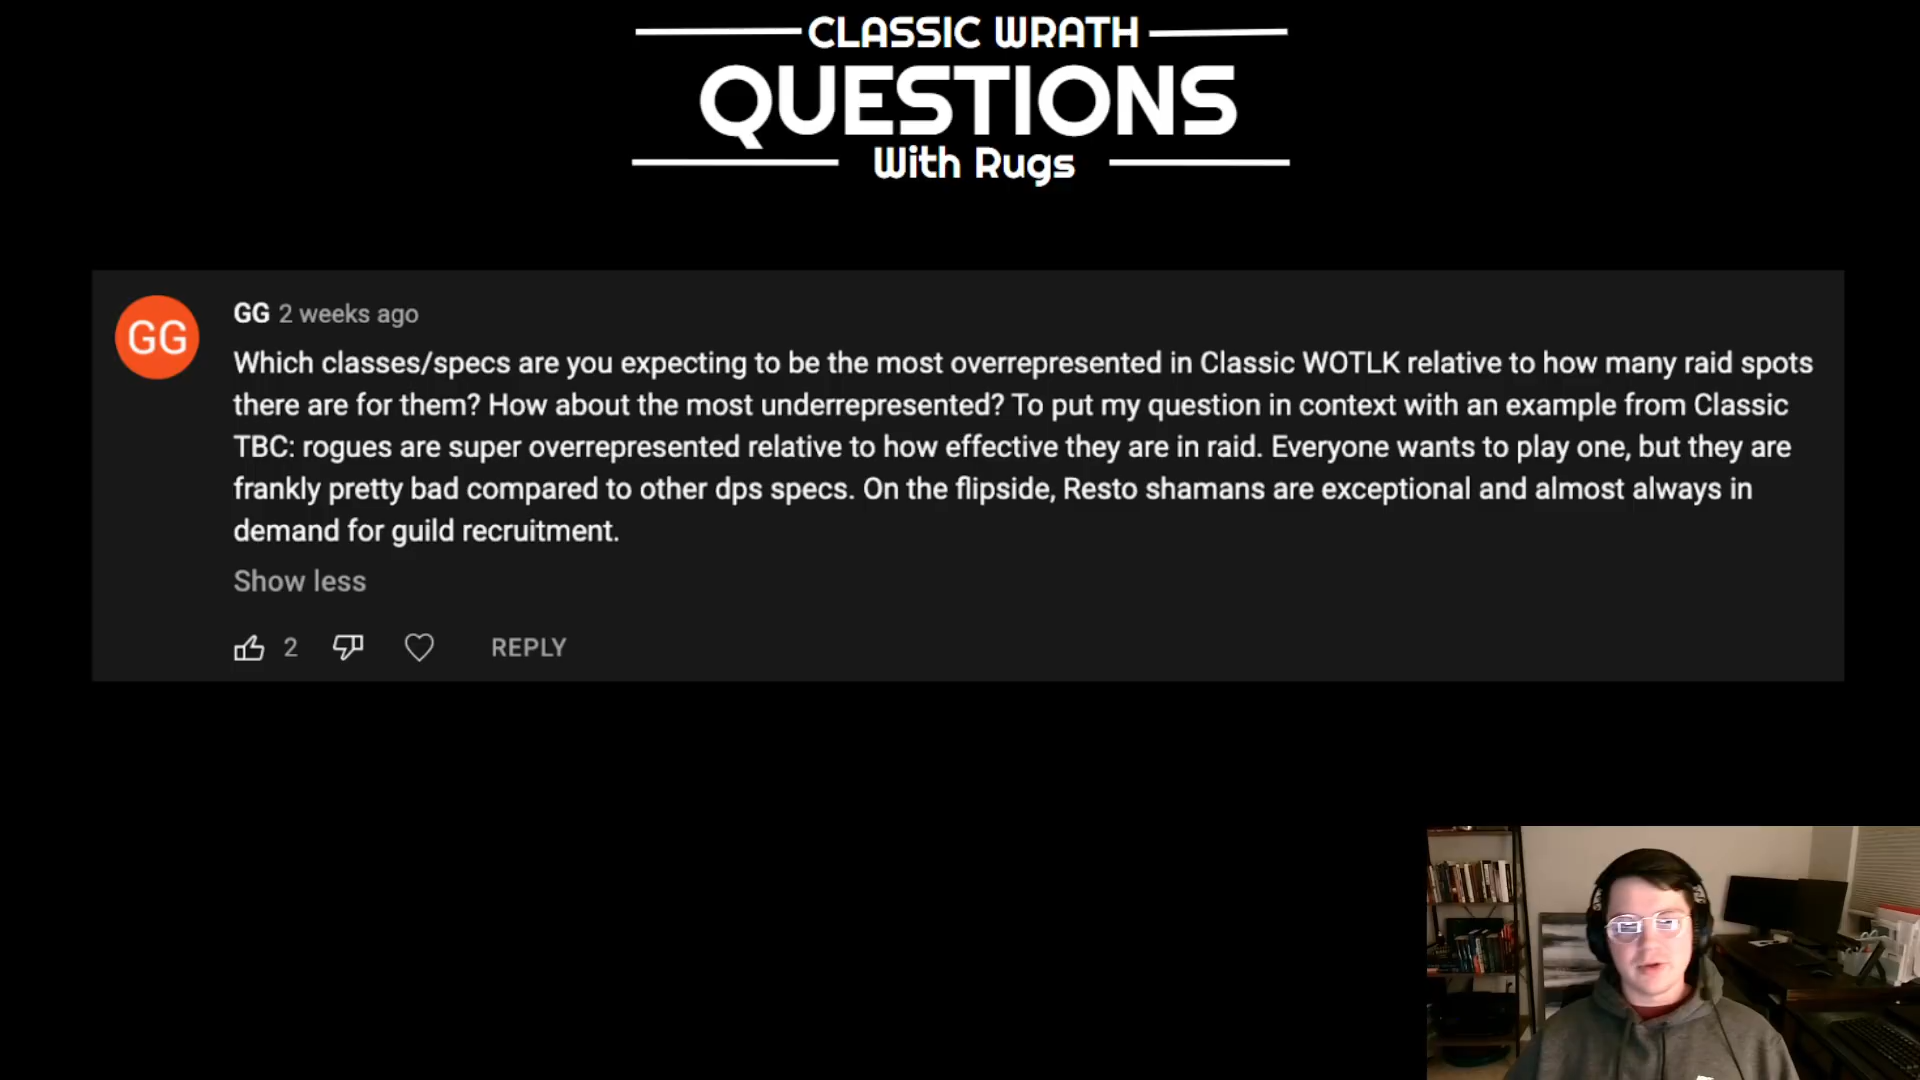 CLASSIC WRATH
QUESTIONS
With Rugs
GG 2 weeks ago
GG
Which classes/specs are you expecting to be the most overrepresented in Classic WOTLK relative to how many raid spots
there are for them? How about the most underrepresented? To put my question in context with an example from Classic
TBC: rogues are super overrepresented relative to how effective they are in raid. Everyone wants to play one, but they are
frankly pretty bad compared to other dps specs. On the flipside, Resto shamans are exceptional and almost always in
demand for guild recruitment.
Show less
2 REPLY